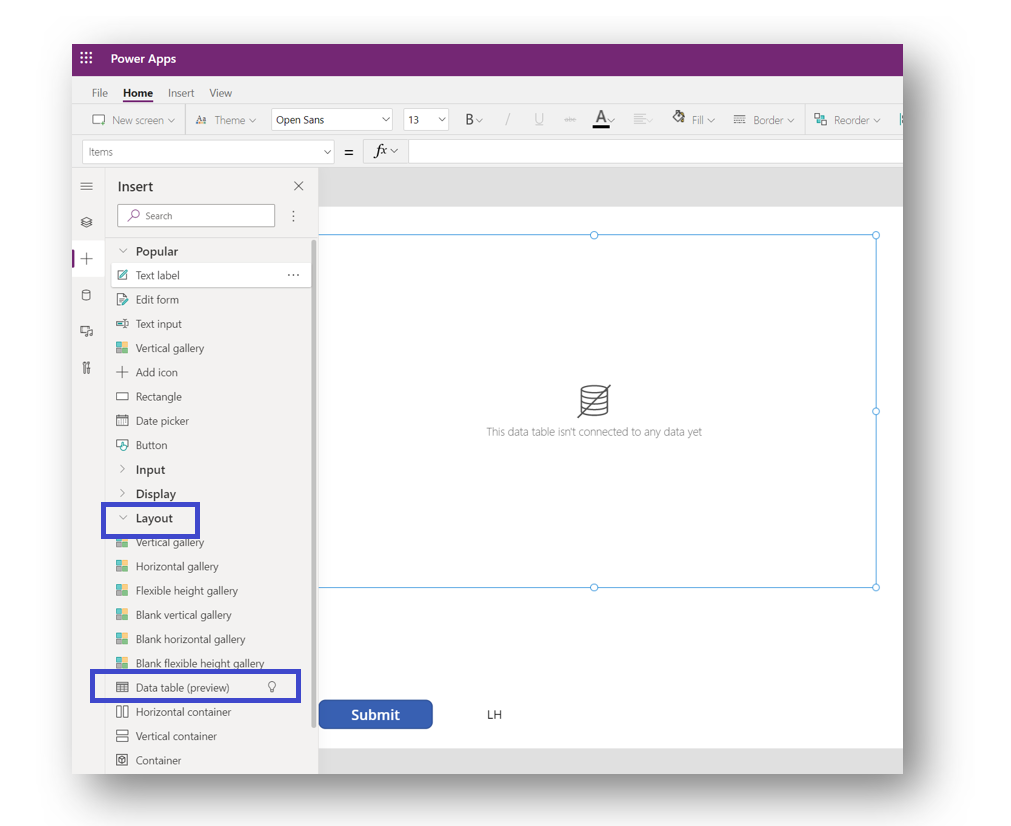 Power Apps
File Home Insert View
New screen Theme Open Sans 13 B / U A Fill Border Reorder
Items = fx
Insert
Search
Popular
Text label ...
Edit form
Text input
Vertical gallery
Add icon
Rectangle
Date picker
Button
Input
Display
Layout
Vertical gallery
Horizontal gallery
Flexible height gallery
Blank vertical gallery
Blank horizontal gallery
Blank flexible height gallery
Data table (preview)
Horizontal container
Vertical container
Container
This data table isn't connected to any data yet
Submit LH